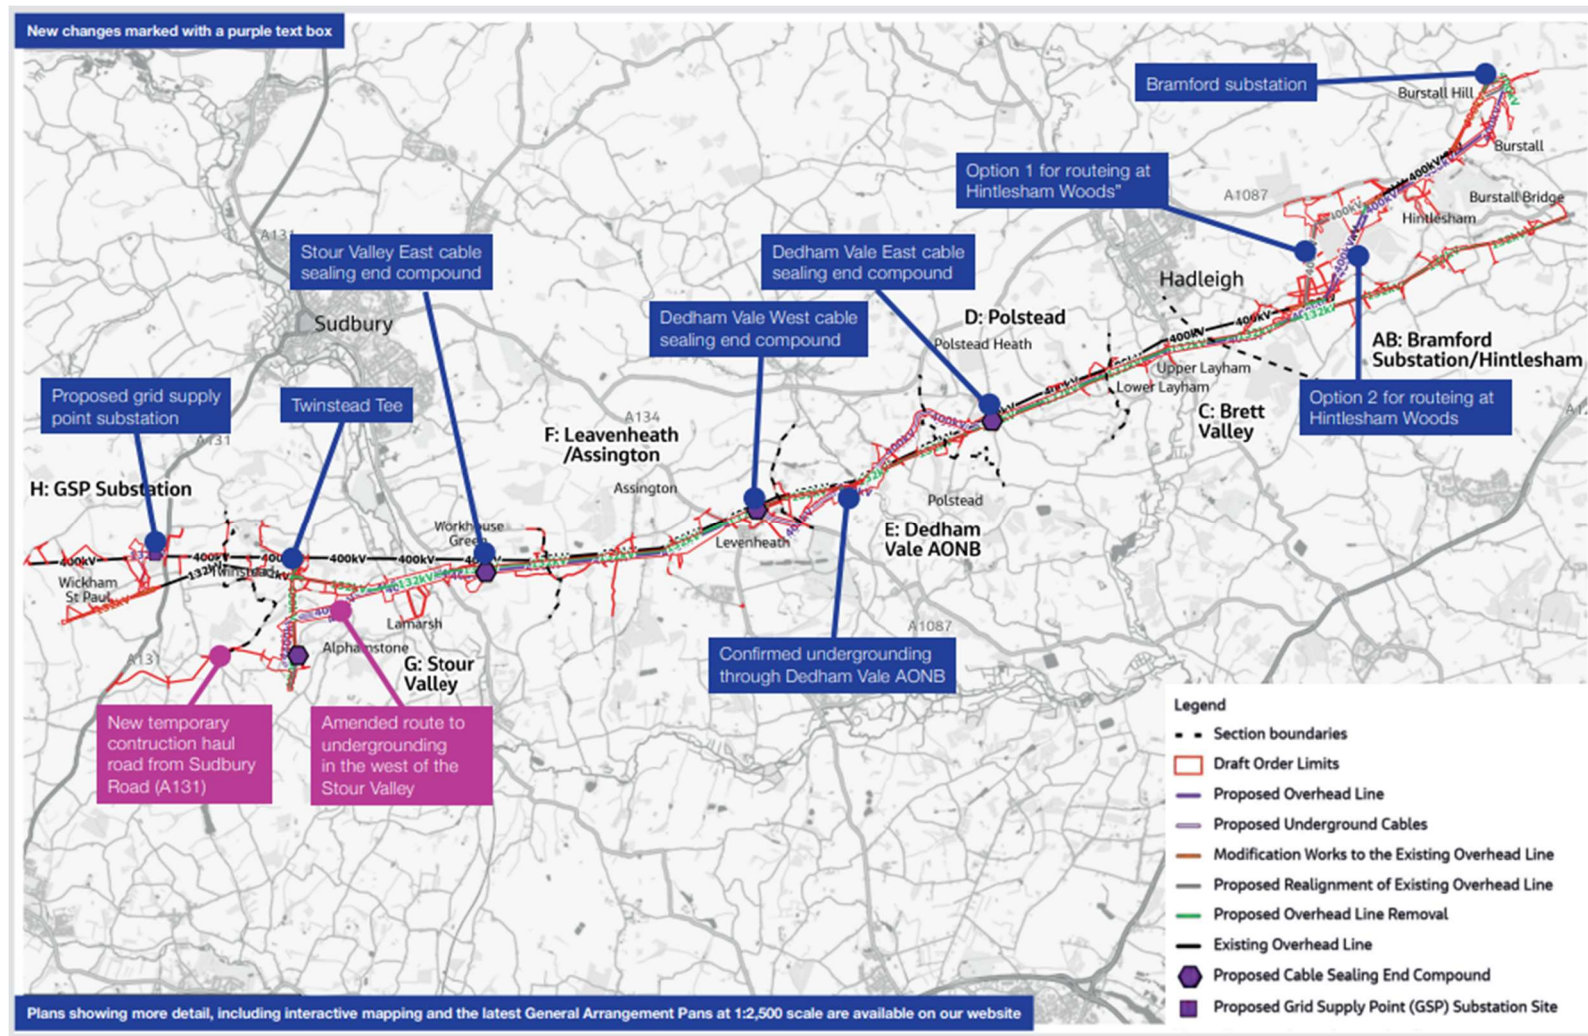 New changes marked with a purple text box
Bramford substation
Burstall Hill
Burstall
Option 1 for routeing at
Hintlesham Woods"
A1087
Burstall Bridge
Hintlesham
A131
Stour Valley East cable
sealing end compound
Dedham Vale East cable
sealing end compound
Hadleigh
Sudbury
Dedham Vale West cable
sealing end compound
D: Polstead
Polstead Heath
400kV
400kV
132kV
AB: Bramford
Substation/Hintlesham
Upper Layham
Lower Layham
Proposed grid supply
point substation
Twinstead Tee
Option 2 for routeing at
Hintlesham Woods
C: Brett
Valley
A134
A131
F: Leavenheath
/Assington
H: GSP Substation
Assington
Polstead
Workhouse
Green
Levenheath
E: Dedham
Vale AONB
400kV
400kV
400kV
400kV
132kV
Twinstead
132kV
Wickham
St Paul
Lamarsh
A1087
Alphamstone
A131
G: Stour
Valley
Confirmed undergrounding
through Dedham Vale AONB
New temporary
contruction haul
road from Sudbury
Road (A131)
Amended route to
undergrounding
in the west of the
Stour Valley
Legend
Section boundaries
Draft Order Limits
Proposed Overhead Line
Proposed Underground Cables
Modification Works to the Existing Overhead Line
Proposed Realignment of Existing Overhead Line
Proposed Overhead Line Removal
Existing Overhead Line
Proposed Cable Sealing End Compound
Proposed Grid Supply Point (GSP) Substation Site
Plans showing more detail, including interactive mapping and the latest General Arrangement Pans at 1:2,500 scale are available on our website